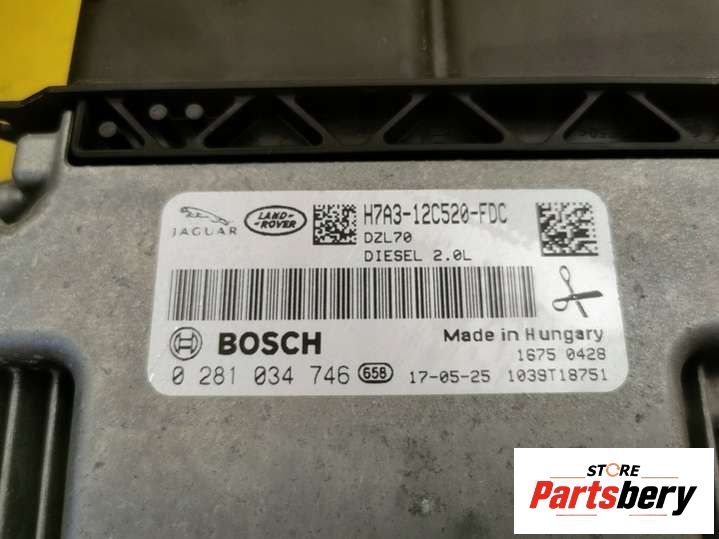 JAGUAR
LAND-
ROVER
H7A3-12C520-FDC
DZL70
DIESEL 2.0L
BOSCH
Made in Hungary
1675 0428
0 281 034 746 658 17-05-25 1039T18751
STORE
Partsbery